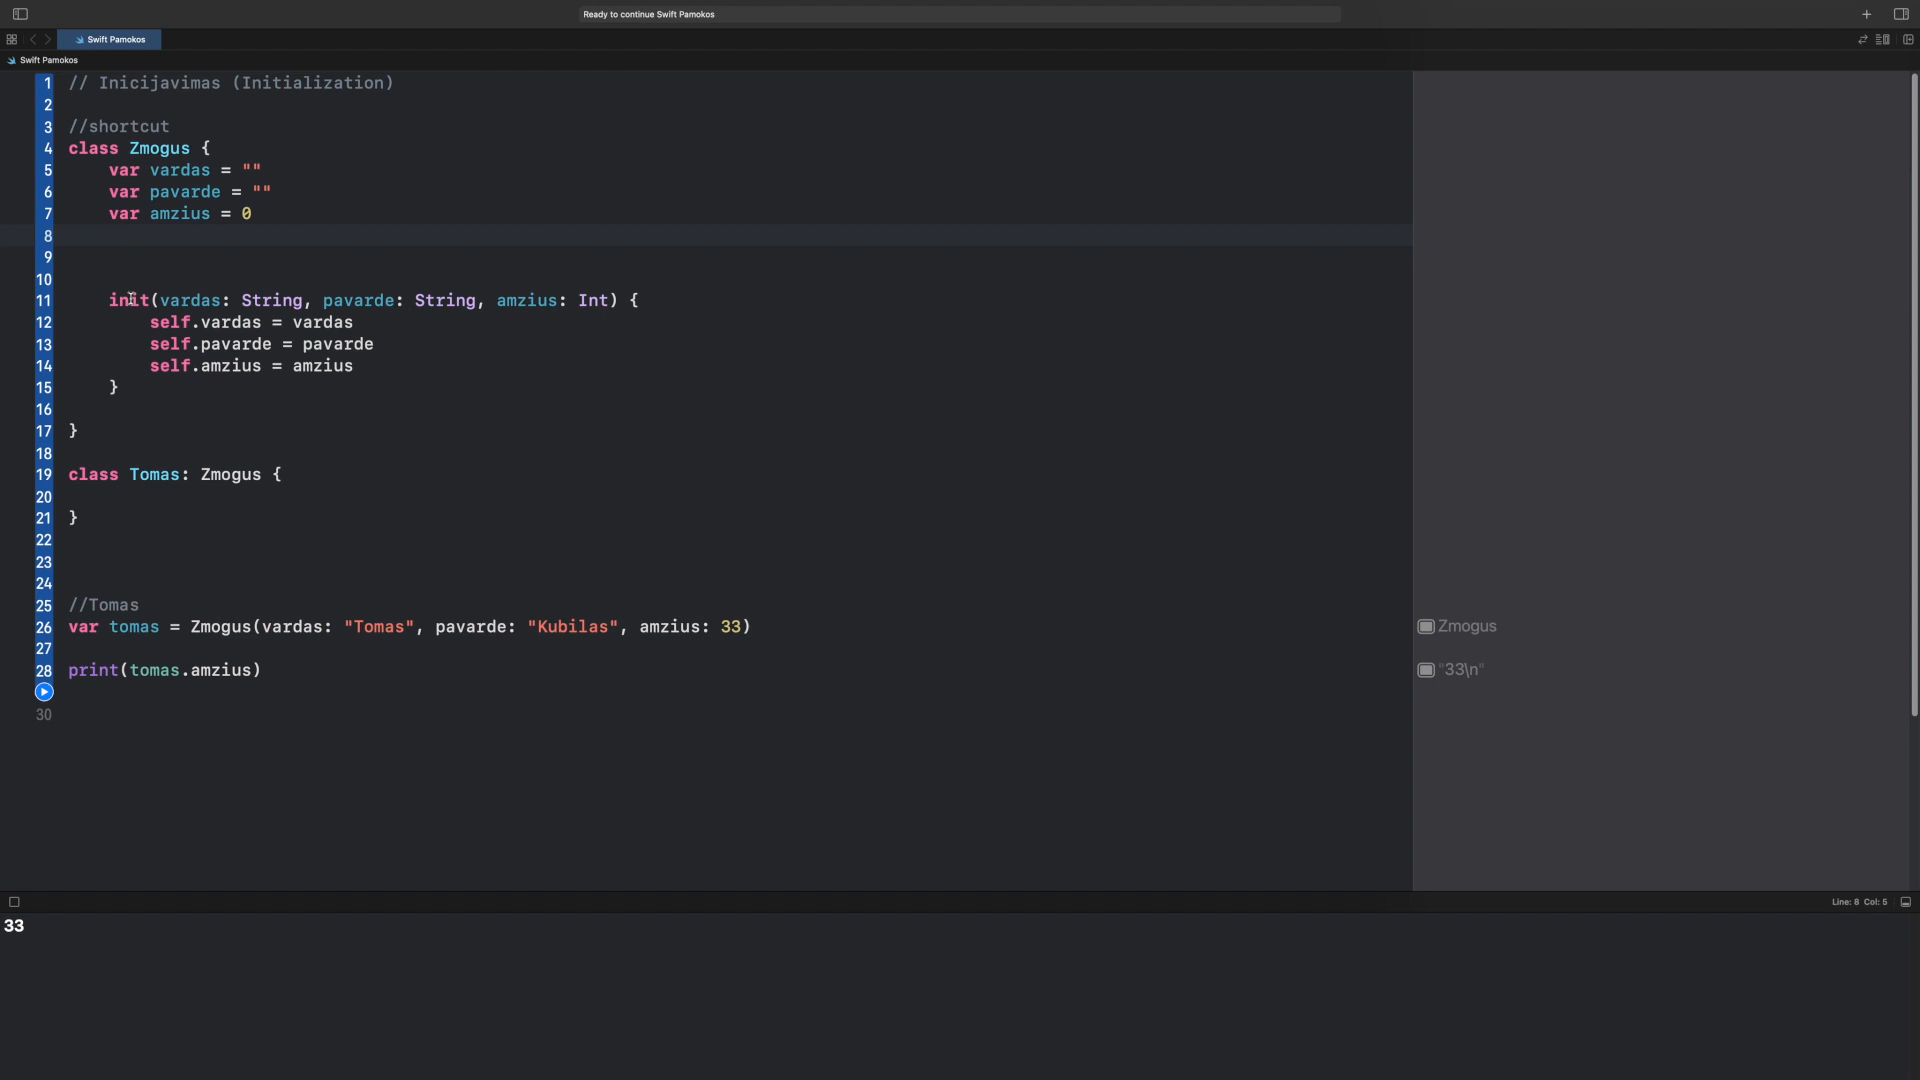 Ready to continue Swift Pamokos
Swift Pamokos
Swift Pamokos
1 // Inicijavimas (Initialization)
2
3 //shortcut
4 class Zmogus {
5     var vardas = ""
6     var pavarde = ""
7     var amzius = 0
8
9
10
11     init(vardas: String, pavarde: String, amzius: Int) {
12         self.vardas = vardas
13         self.pavarde = pavarde
14         self.amzius = amzius
15     }
16
17 }
18
19 class Tomas: Zmogus {
20
21 }
22
23
24
25 //Tomas
26 var tomas = Zmogus(vardas: "Tomas", pavarde: "Kubilas", amzius: 33)
Zmogus
27
28 print(tomas.amzius)
"33\n"
30
Line: 8 Col: 5
33